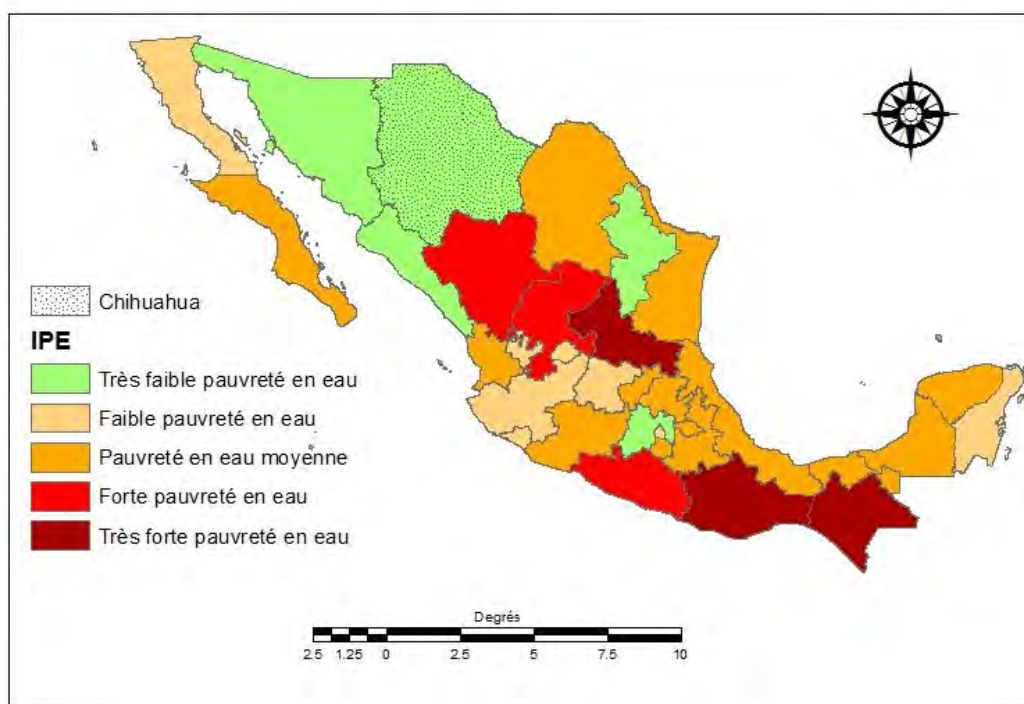 Chihuahua
IPE
Très faible pauvreté en eau
Faible pauvreté en eau
Pauvreté en eau moyenne
Forte pauvreté en eau
Très forte pauvreté en eau
Degrés
2.5 1.25 0 2.5 5 7.5 10